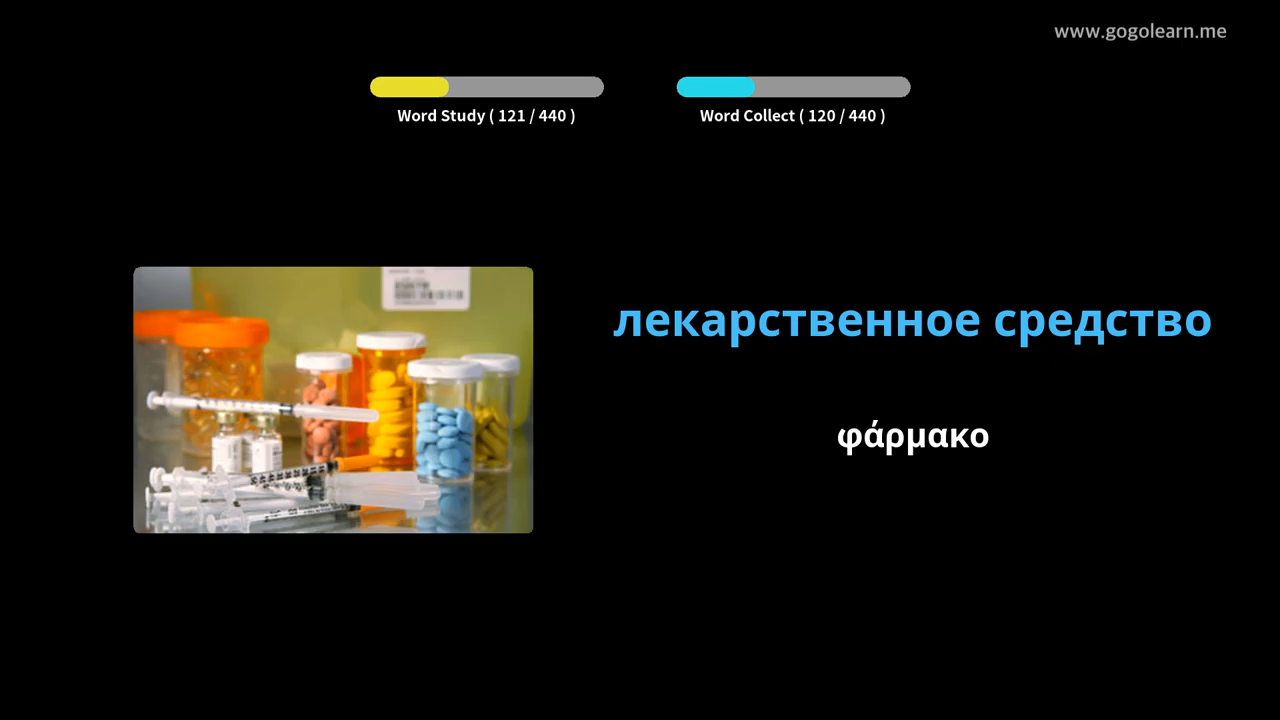 www.gogolearn.me
Word Study ( 121 / 440 )
Word Collect ( 120 / 440 )
лекарственное средство
φάρμακο